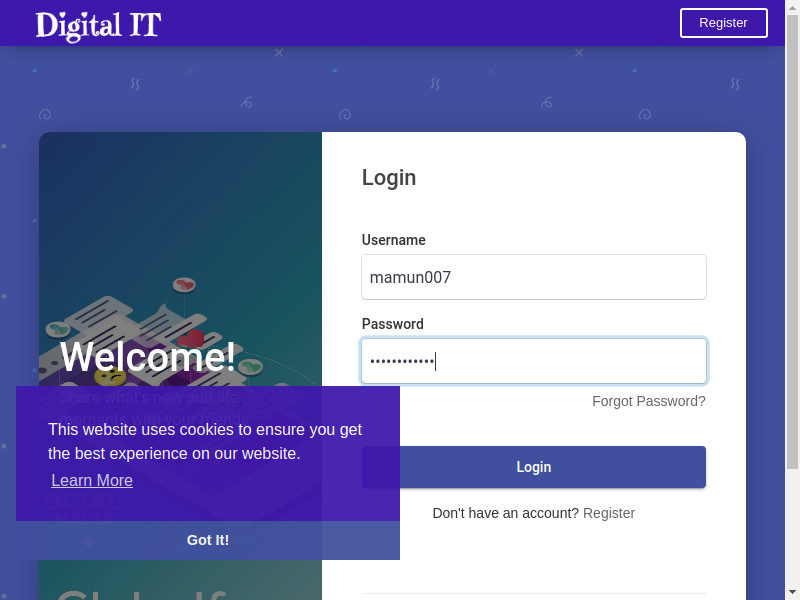 Digital IT
Register
Login
Username
mamun007
Password
Forgot Password?
Login
Don't have an account? Register
Welcome!
Share what's new and life
moments with your friends.
This website uses cookies to ensure you get
the best experience on our website.
Learn More
Got It!